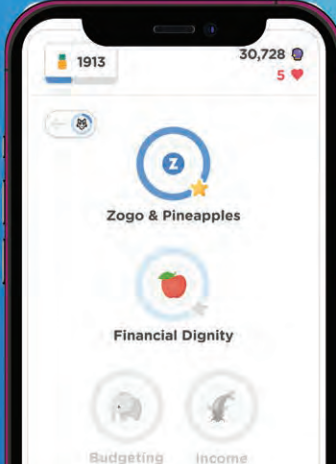 1913
30,728
5
Z
Zogo & Pineapples
Financial Dignity
Budgeting Income